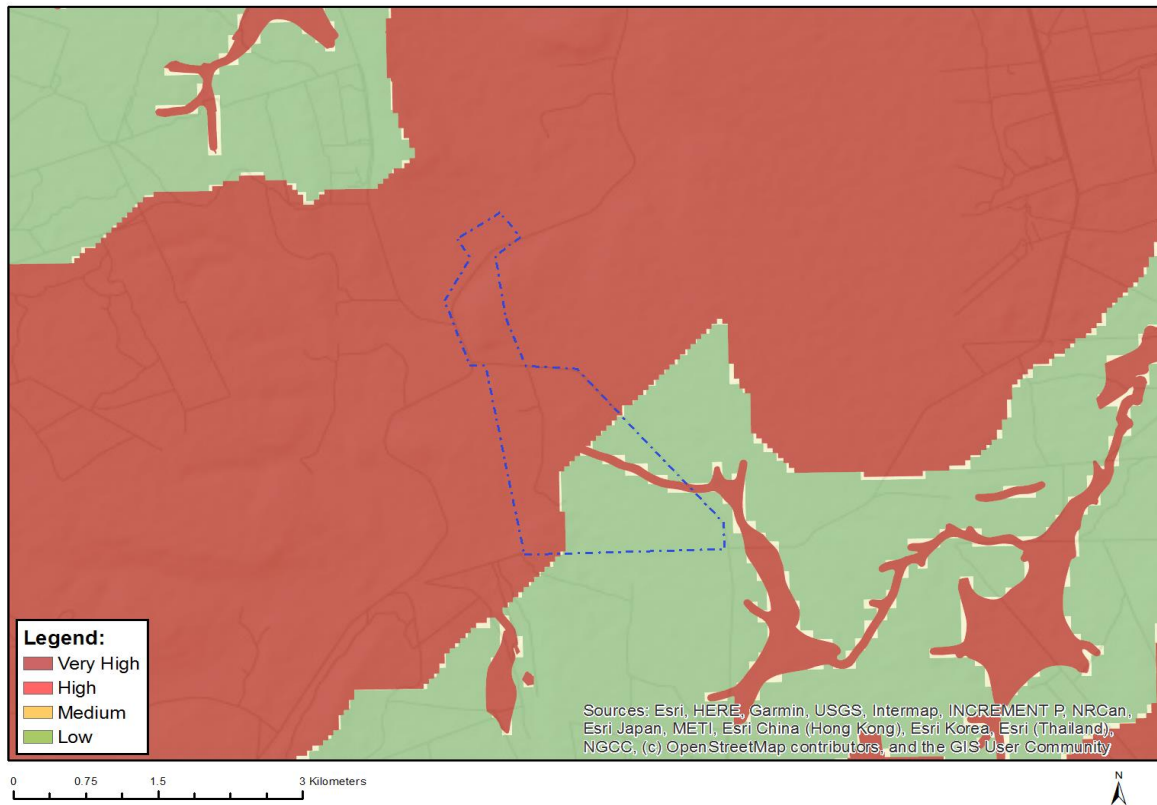 Legend:
Very High
High
Medium
Low
Sources: Esri, HERE, Garmin, USGS, Intermap, INCREMENT P, NRCan,
Esri Japan, METI, Esri China (Hong Kong), Esri Korea, Esri (Thailand),
NGCC, (c) OpenStreetMap contributors, and the GIS User Community
0 0.75 1.5 3 Kilometers
N